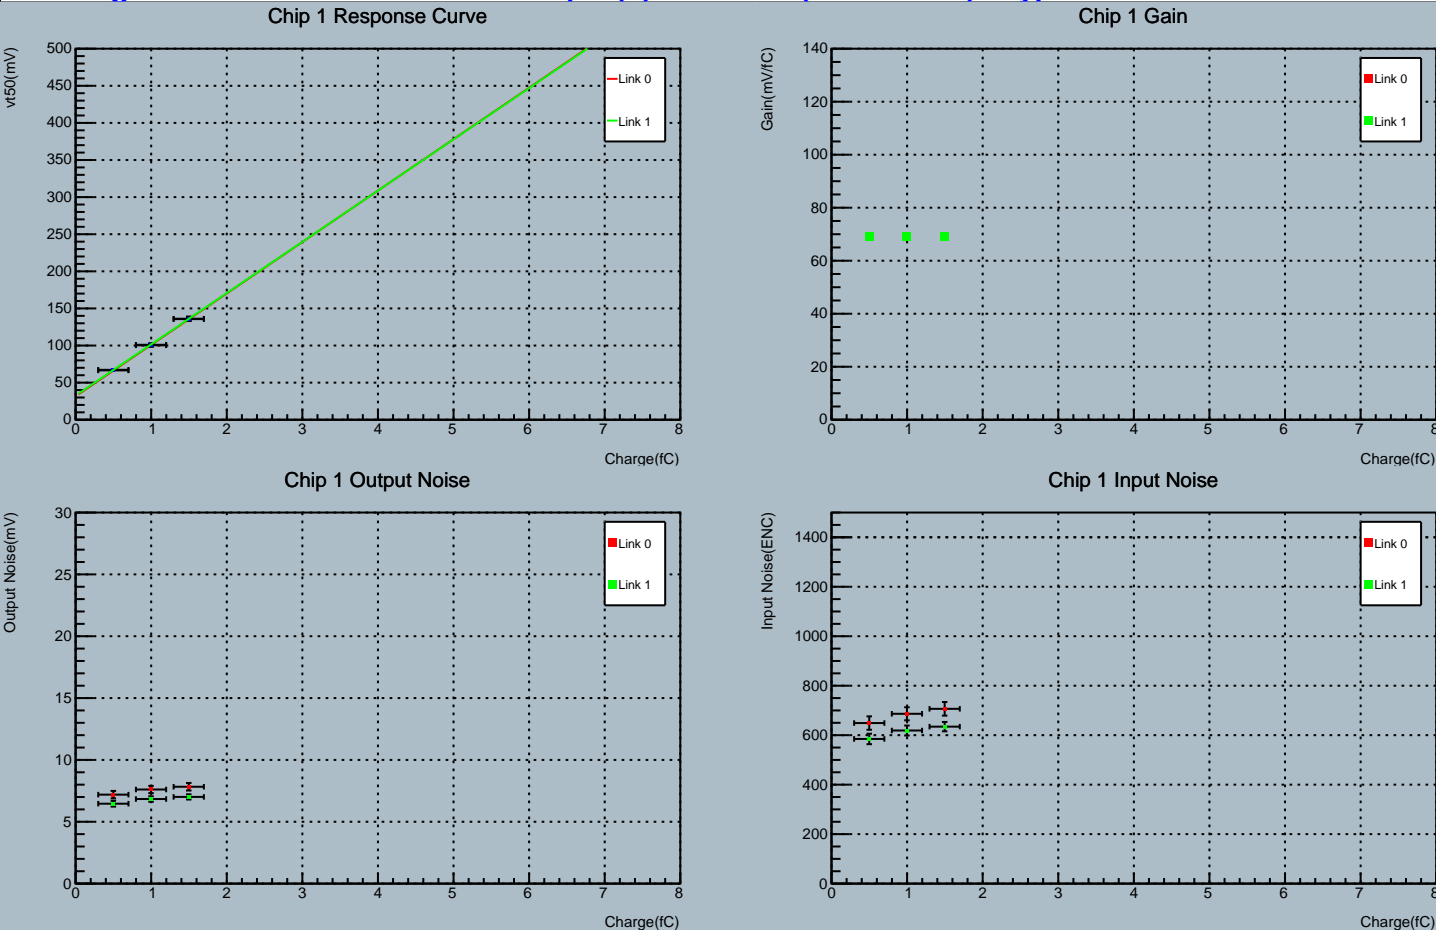 Chip 1 Response Curve
vt50(mV)
500
450
400
350
300
250
200
150
100
50
0
0 1 2 3 4 5 6 7 8
Charge(fC)
Link 0
Link 1
Chip 1 Gain
Gain(mV/fC)
140
120
100
80
60
40
20
0
0 1 2 3 4 5 6 7 8
Charge(fC)
Link 0
Link 1
Chip 1 Output Noise
Output Noise(mV)
30
25
20
15
10
5
0
0 1 2 3 4 5 6 7 8
Charge(fC)
Link 0
Link 1
Chip 1 Input Noise
Input Noise(ENC)
1400
1200
1000
800
600
400
200
0
0 1 2 3 4 5 6 7 8
Charge(fC)
Link 0
Link 1